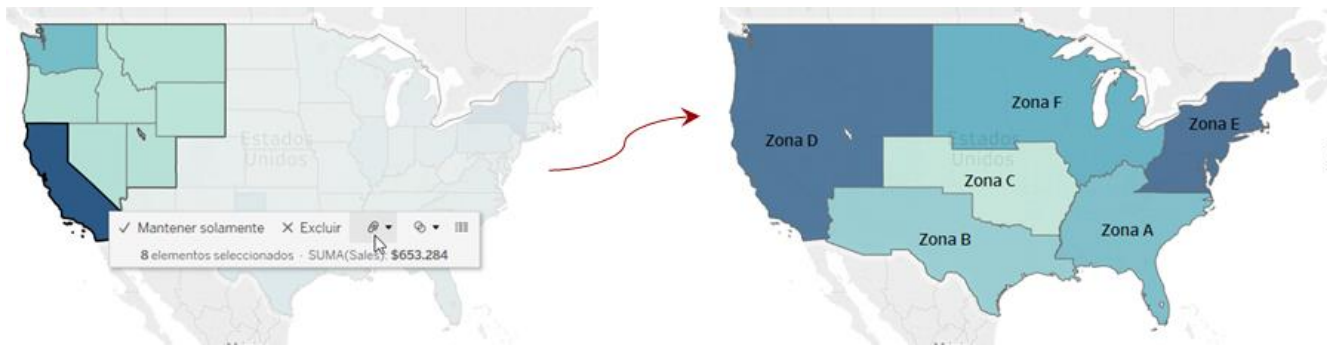 Estados
Unidos
✓ Mantener solamente ✕ Excluir
8 elementos seleccionados · SUMA(Sales): $653.284
Estados
Unidos
Zona F
Zona E
Zona D
Zona C
Zona B
Zona A